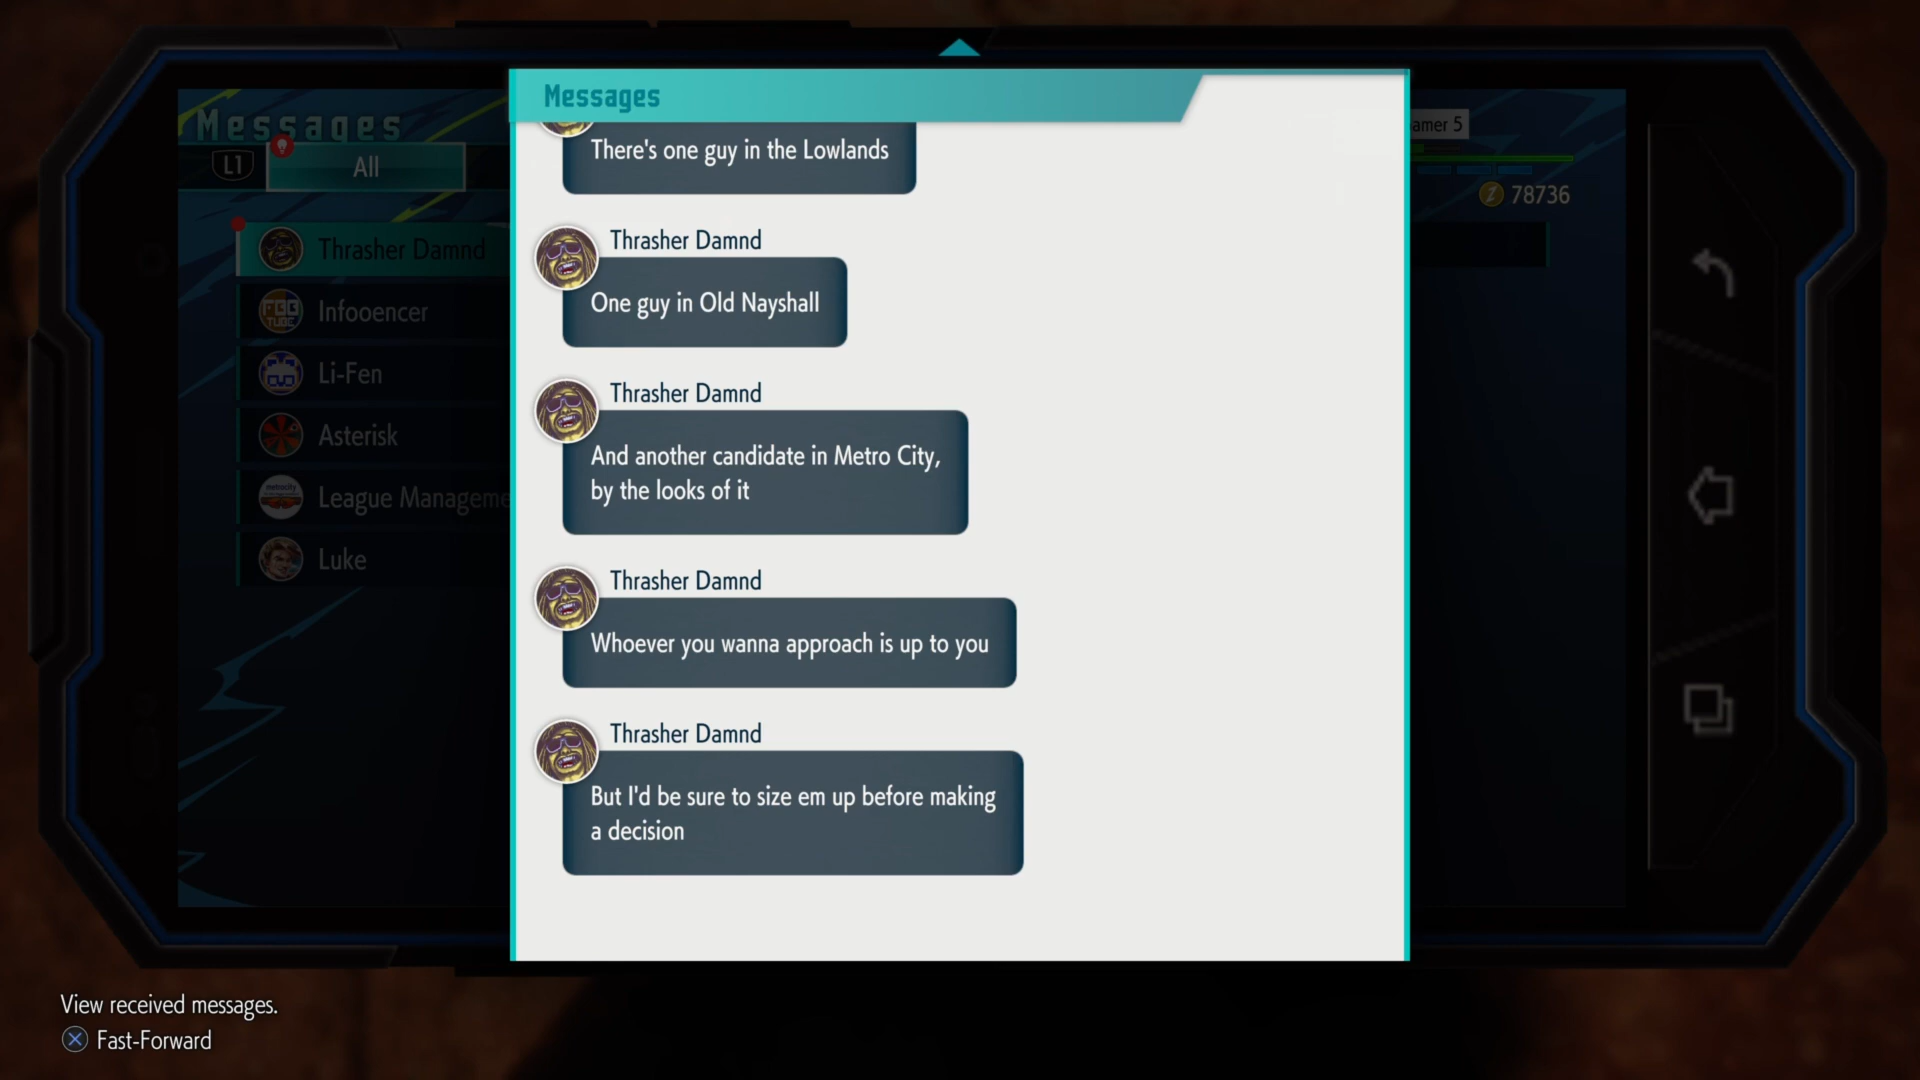 Messages
L1
All
Thrasher Damnd
Infooencer
Li-Fen
Asterisk
League Manageme
Luke
Messages
There's one guy in the Lowlands
Thrasher Damnd
One guy in Old Nayshall
Thrasher Damnd
And another candidate in Metro City,
by the looks of it
Thrasher Damnd
Whoever you wanna approach is up to you
Thrasher Damnd
But I'd be sure to size em up before making
a decision
amer 5
78736
View received messages.
Fast-Forward